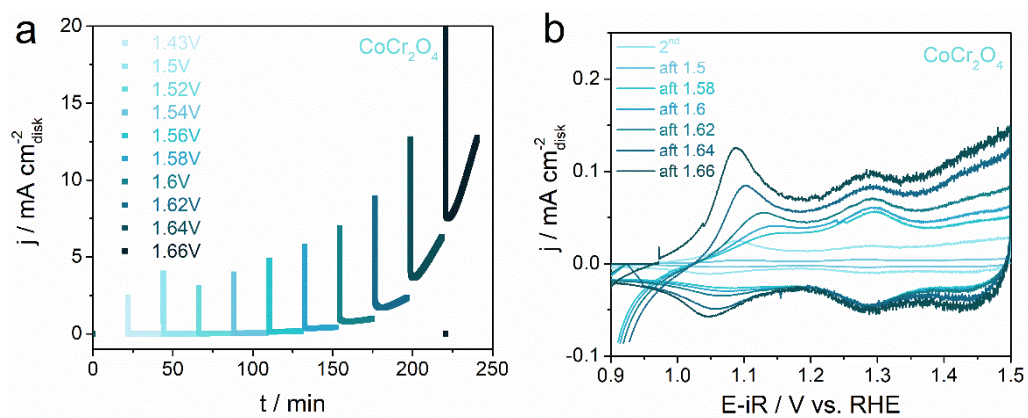 a
CoCr₂O₄
1.43V
1.5V
1.52V
1.54V
1.56V
1.58V
1.6V
1.62V
1.64V
1.66V
20
15
10
5
0
j / mA cm⁻²disk
0 50 100 150 200 250
t / min
b
CoCr₂O₄
2ⁿᵈ
aft 1.5
aft 1.58
aft 1.6
aft 1.62
aft 1.64
aft 1.66
0.2
0.1
0.0
-0.1
j / mA cm⁻²disk
0.9 1.0 1.1 1.2 1.3 1.4 1.5
E-iR / V vs. RHE